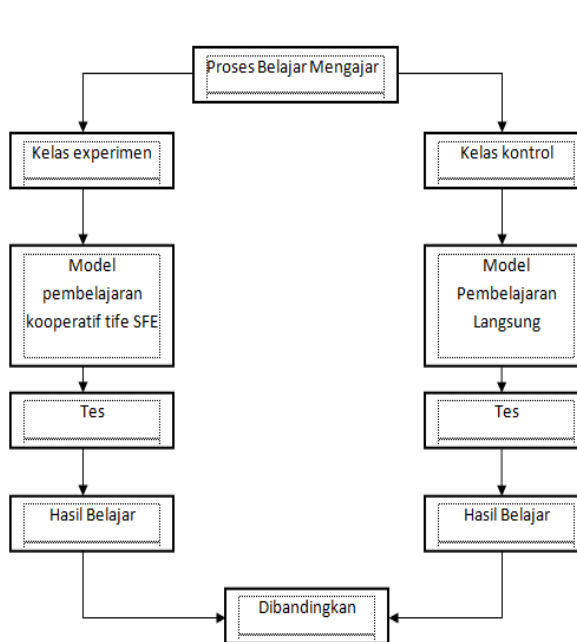 Proses Belajar Mengajar
Kelas experimen
Kelas kontrol
Model
pembelajaran
kooperatif tife SFE
Model
Pembelajaran
Langsung
Tes
Tes
Hasil Belajar
Hasil Belajar
Dibandingkan